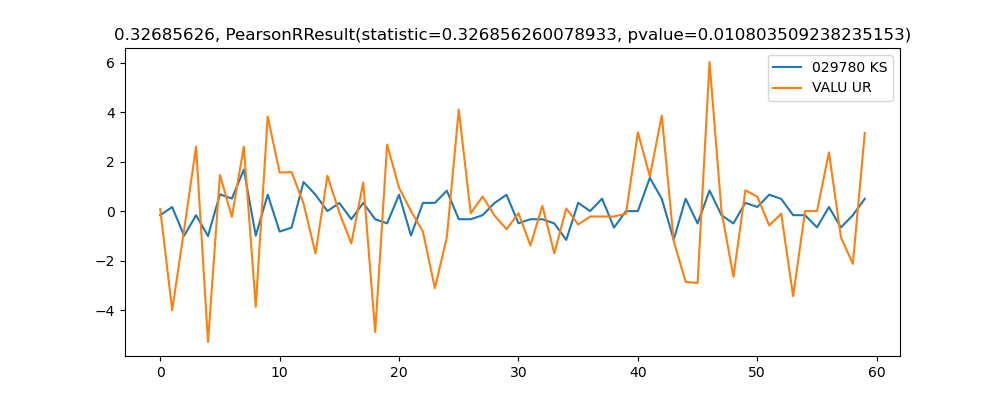 0.32685626, PearsonRResult(statistic=0.326856260078933, pvalue=0.010803509238235153)
029780 KS
VALU UR
6
4
2
0
−2
−4
0 10 20 30 40 50 60